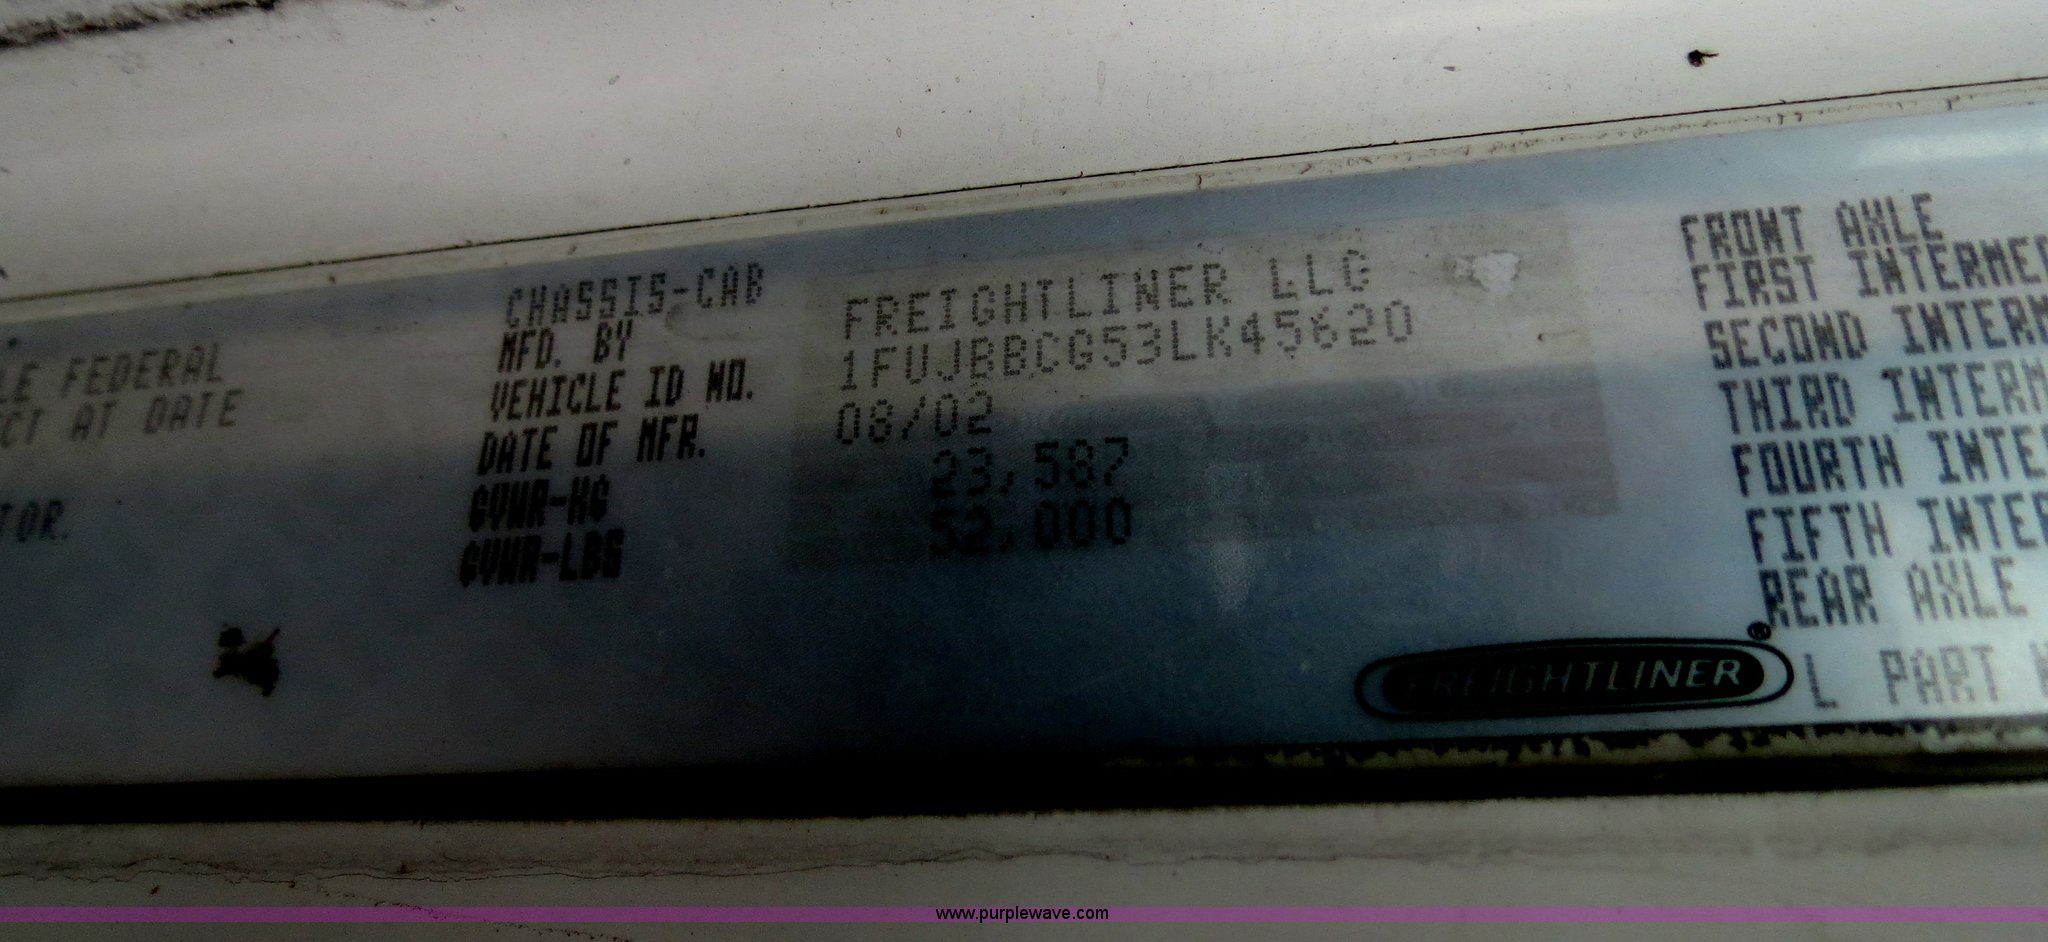 LE FEDERAL
CT AT DATE
TOR.
CHASSIS-CAB
MFD. BY FREIGHTLINER LLC
VEHICLE ID NO. 1FUJBBCG53LK45620
DATE OF MFR. 08/02
GVWR-KG 23,587
GVWR-LBS 52,000
FRONT AXLE
FIRST INTERMED
SECOND INTERM
THIRD INTERM
FOURTH INTE
FIFTH INTER
REAR AXLE
FREIGHTLINER®
L PART
www.purplewave.com